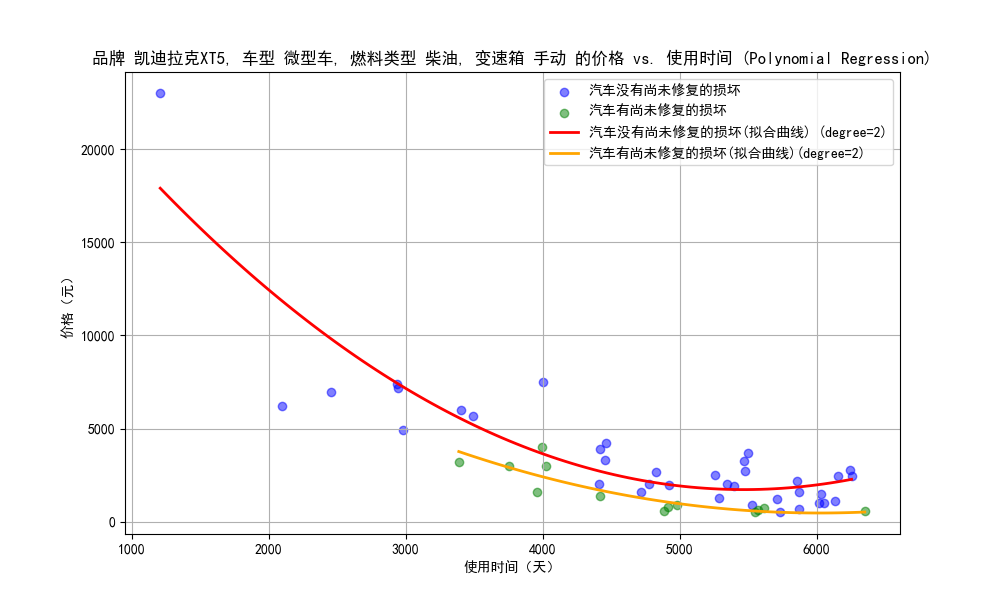 品牌 凯迪拉克XT5, 车型 微型车, 燃料类型 柴油, 变速箱 手动 的价格 vs. 使用时间 (Polynomial Regression)
汽车没有尚未修复的损坏
汽车有尚未修复的损坏
汽车没有尚未修复的损坏(拟合曲线) (degree=2)
汽车有尚未修复的损坏(拟合曲线)(degree=2)
价格（元）
20000
15000
10000
5000
0
1000 2000 3000 4000 5000 6000
使用时间（天）